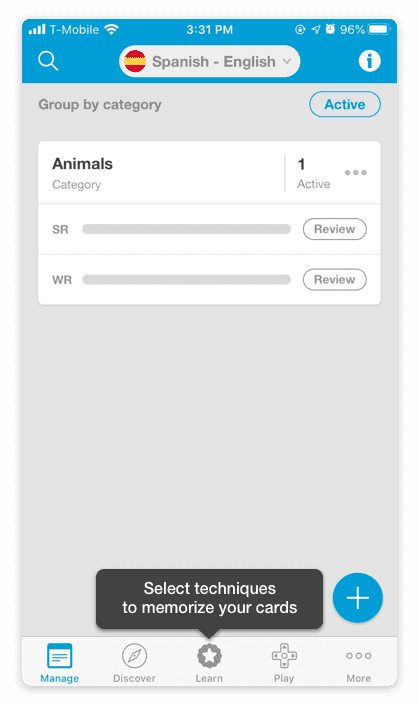 T-Mobile 3:31 PM 96%
Spanish - English
Group by category Active
Animals 1
Category Active
SR Review
WR Review
Select techniques
to memorize your cards
Manage Discover Learn Play More